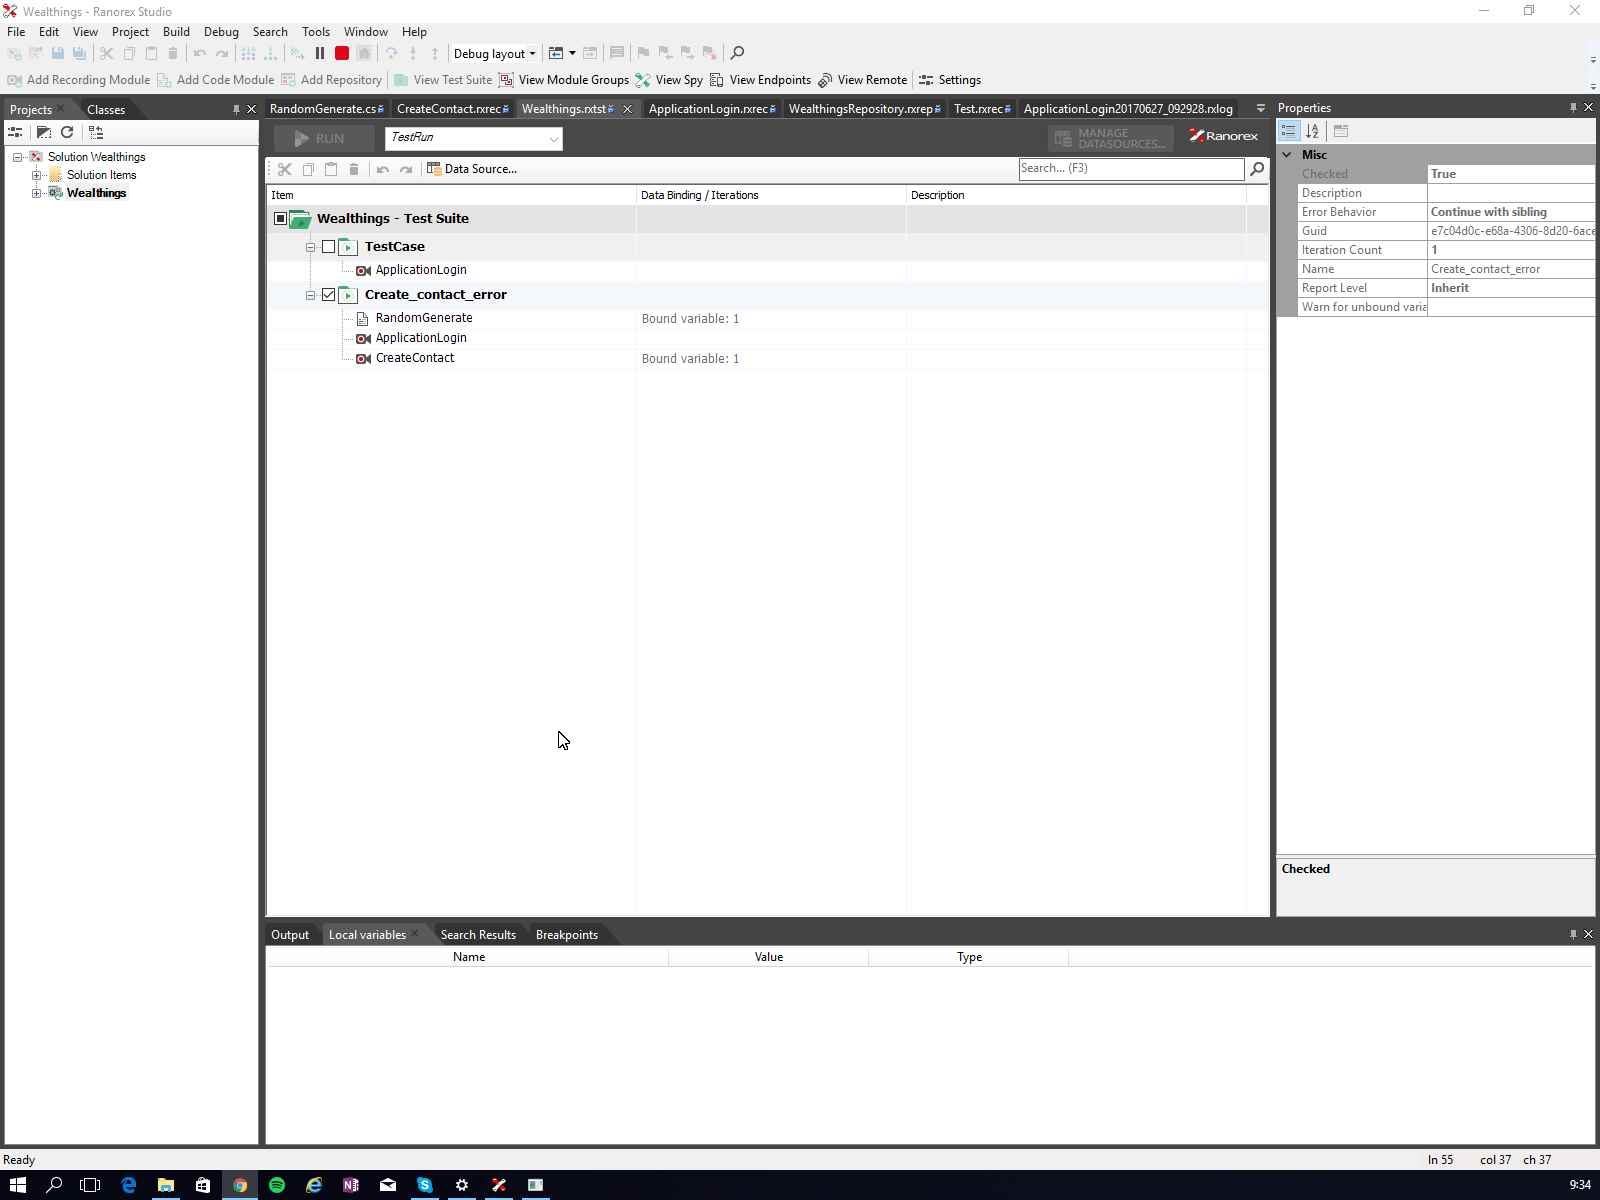 Wealthings - Ranorex Studio
File Edit View Project Build Debug Search Tools Window Help
Debug layout
Add Recording Module Add Code Module Add Repository View Test Suite View Module Groups View Spy View Endpoints View Remote Settings
Projects Classes
RandomGenerate.cs CreateContact.rxrec Wealthings.rxtst ApplicationLogin.rxrec WealthingsRepository.rxrep Test.rxrec ApplicationLogin20170627_092928.rxlog
Properties
RUN TestRun MANAGE DATASOURCES... Ranorex
Solution Wealthings
Solution Items
Wealthings
Data Source... Search... (F3)
Item Data Binding / Iterations Description
Wealthings - Test Suite
TestCase
ApplicationLogin
Create_contact_error
RandomGenerate Bound variable: 1
ApplicationLogin
CreateContact Bound variable: 1
Misc
Checked True
Description
Error Behavior Continue with sibling
Guid e7c04d0c-e68a-4306-8d20-6ace
Iteration Count 1
Name Create_contact_error
Report Level Inherit
Warn for unbound varia
Checked
Output Local variables Search Results Breakpoints
Name Value Type
Ready ln 55 col 37 ch 37
9:34